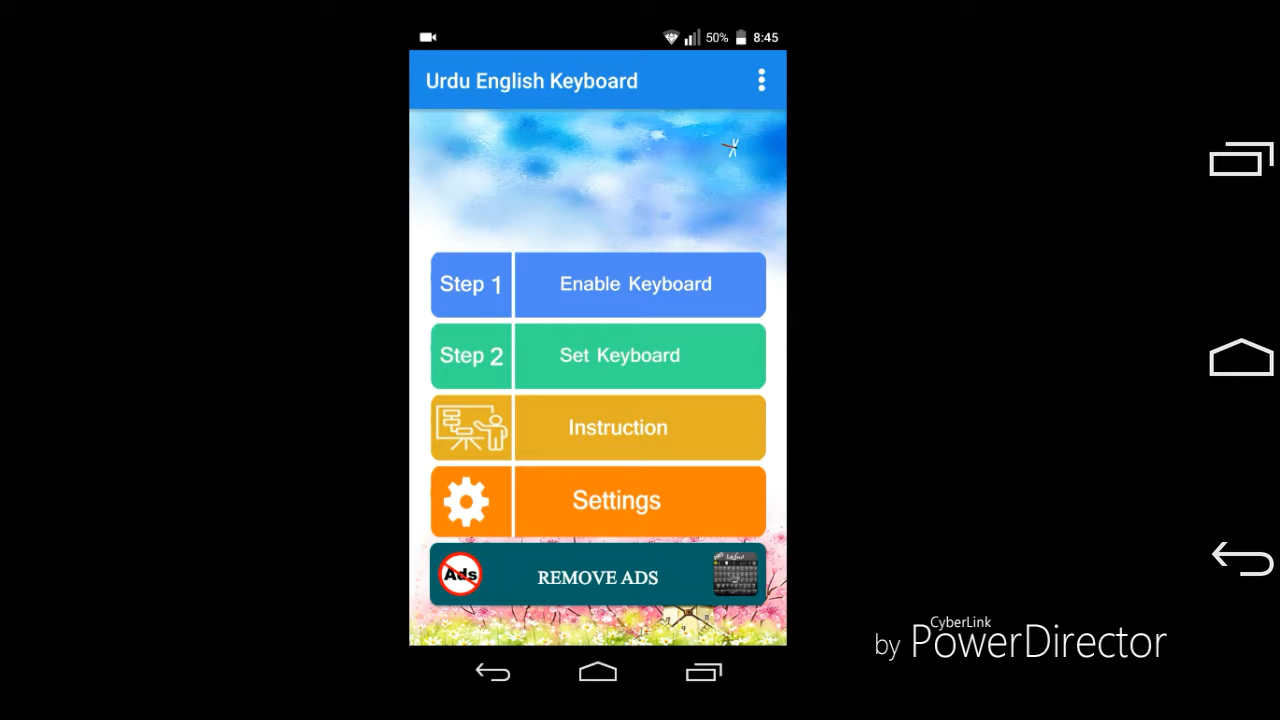 50% 8:45
Urdu English Keyboard
Step 1 Enable Keyboard
Step 2 Set Keyboard
Instruction
Settings
Ads REMOVE ADS
CyberLink
by PowerDirector